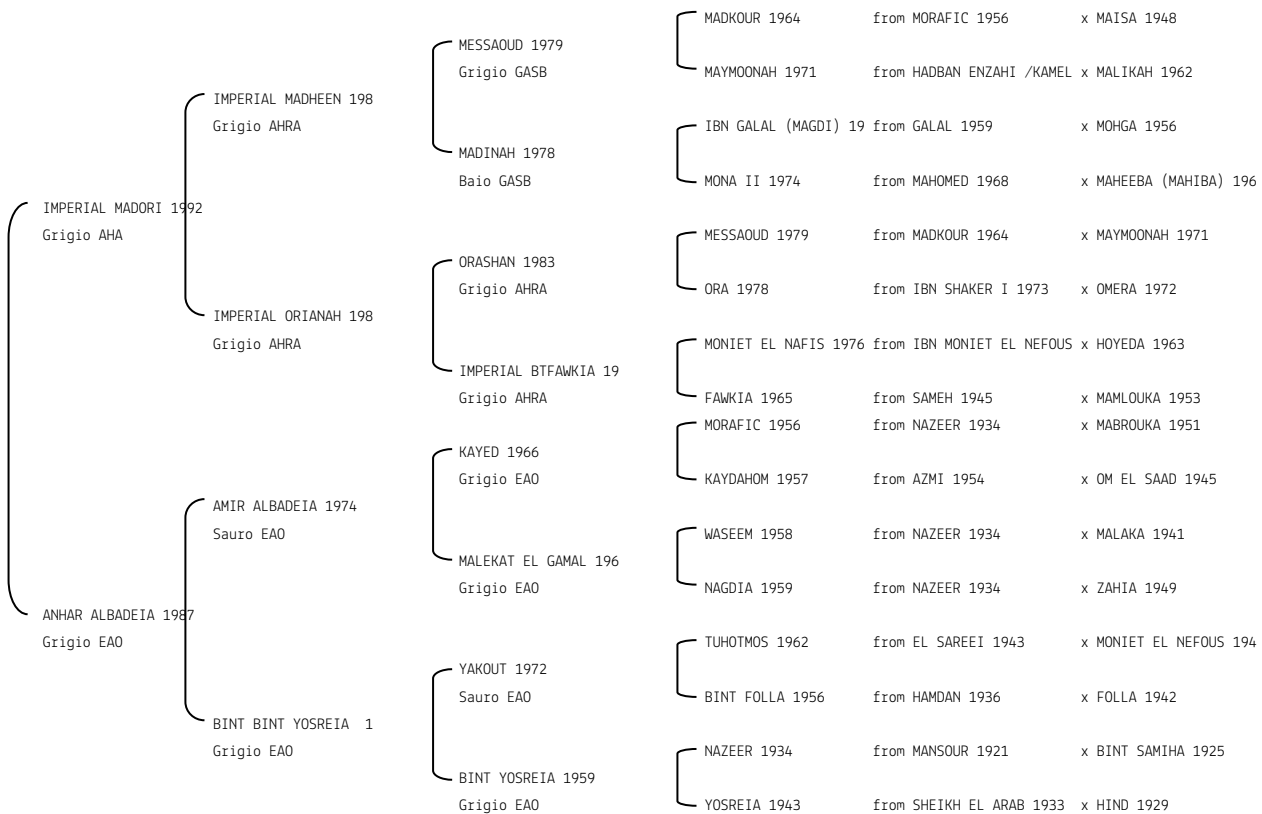 MADKOUR 1964 from MORAFIC 1956 x MAISA 1948
MESSAOUD 1979
Grigio GASB
MAYMOONAH 1971 from HADBAN ENZAHI /KAMEL x MALIKAH 1962
IMPERIAL MADHEEN 198
Grigio AHRA
IBN GALAL (MAGDI) 19 from GALAL 1959 x MOHGA 1956
MADINAH 1978
Baio GASB
MONA II 1974 from MAHOMED 1968 x MAHEEBA (MAHIBA) 196
IMPERIAL MADORI 1992
Grigio AHA
MESSAOUD 1979 from MADKOUR 1964 x MAYMOONAH 1971
ORASHAN 1983
Grigio AHRA
ORA 1978 from IBN SHAKER I 1973 x OMERA 1972
IMPERIAL ORIANAH 198
Grigio AHRA
MONIET EL NAFIS 1976 from IBN MONIET EL NEFOUS x HOYEDA 1963
IMPERIAL BTFAWKIA 19
Grigio AHRA
FAWKIA 1965 from SAMEH 1945 x MAMLOUKA 1953
MORAFIC 1956 from NAZEER 1934 x MABROUKA 1951
KAYED 1966
Grigio EAO
KAYDAHOM 1957 from AZMI 1954 x OM EL SAAD 1945
AMIR ALBADEIA 1974
Sauro EAO
WASEEM 1958 from NAZEER 1934 x MALAKA 1941
MALEKAT EL GAMAL 196
Grigio EAO
NAGDIA 1959 from NAZEER 1934 x ZAHIA 1949
ANHAR ALBADEIA 1987
Grigio EAO
TUHOTMOS 1962 from EL SAREEI 1943 x MONIET EL NEFOUS 194
YAKOUT 1972
Sauro EAO
BINT FOLLA 1956 from HAMDAN 1936 x FOLLA 1942
BINT BINT YOSREIA 1
Grigio EAO
NAZEER 1934 from MANSOUR 1921 x BINT SAMIHA 1925
BINT YOSREIA 1959
Grigio EAO
YOSREIA 1943 from SHEIKH EL ARAB 1933 x HIND 1929